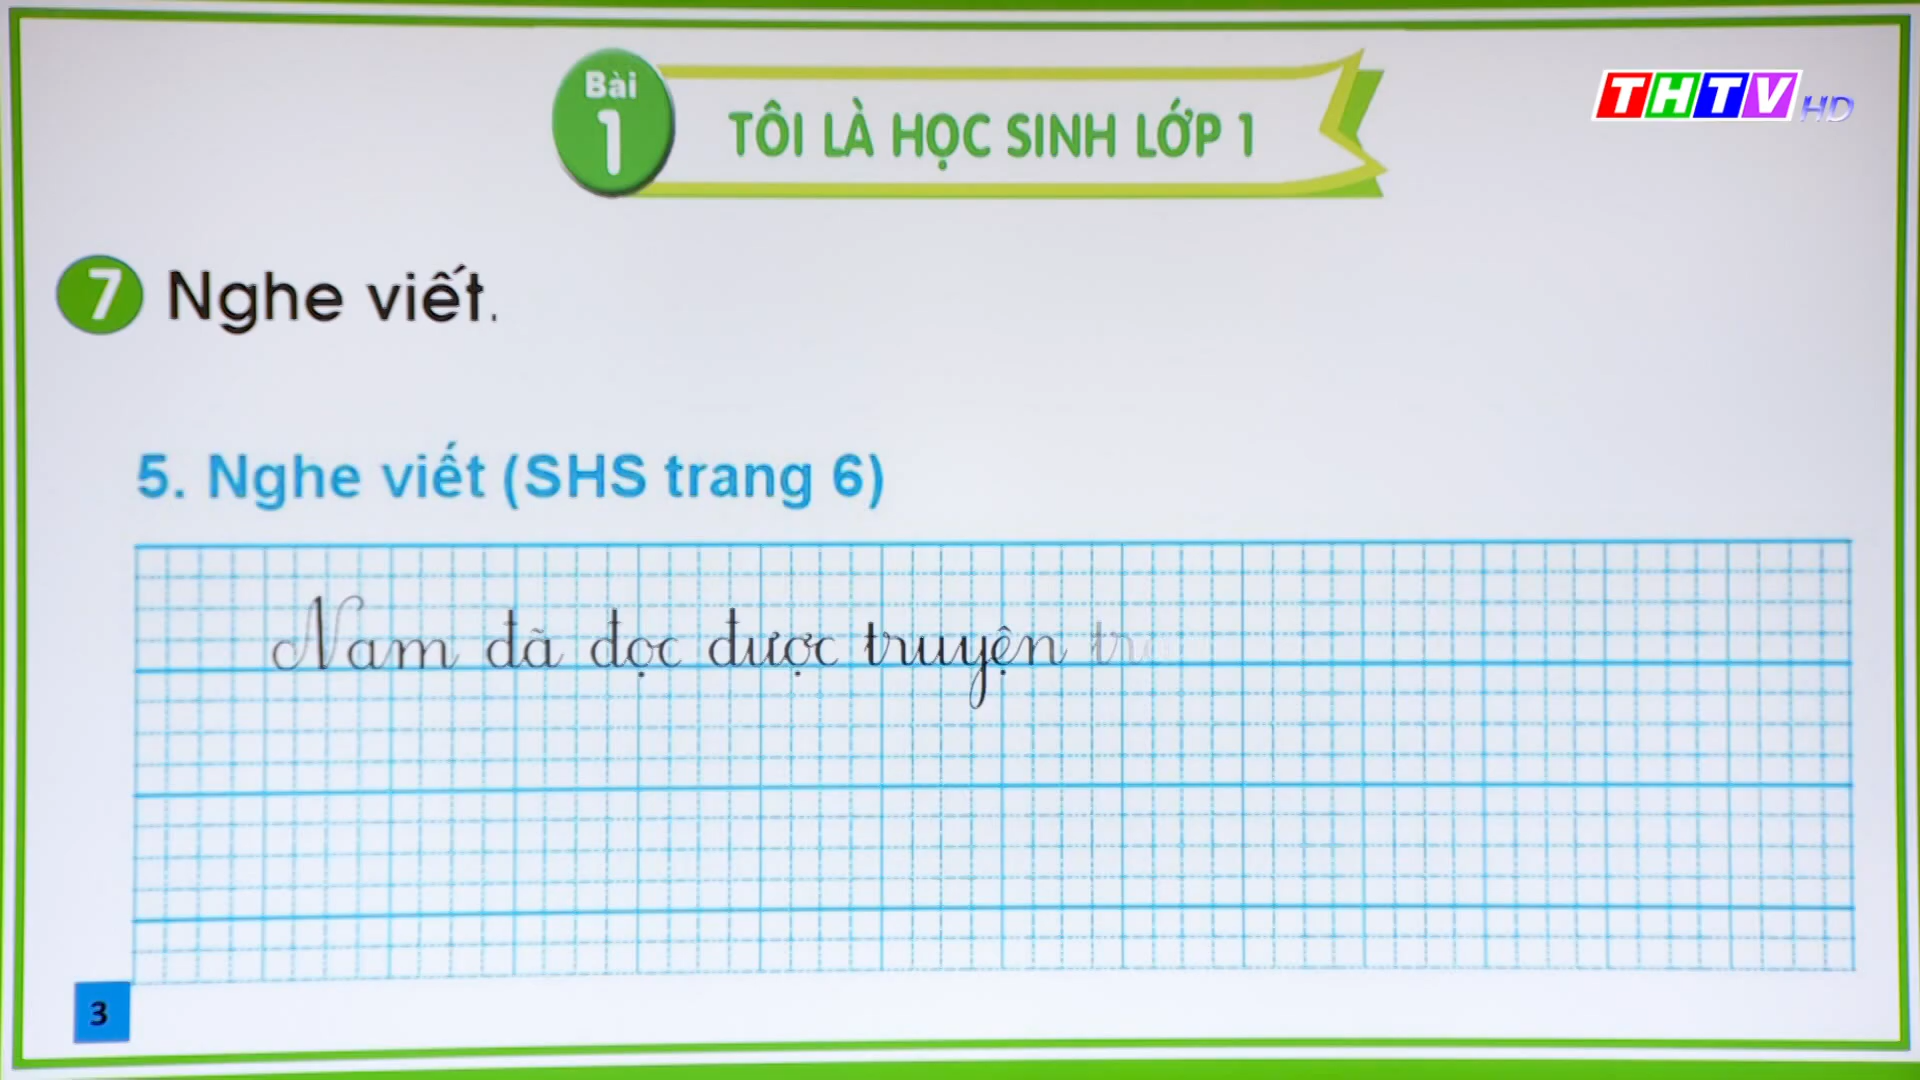 Bài
1
TÔI LÀ HỌC SINH LỚP 1
THTV HD
7 Nghe viết.
5. Nghe viết (SHS trang 6)
Nam đã đọc được truyện
3